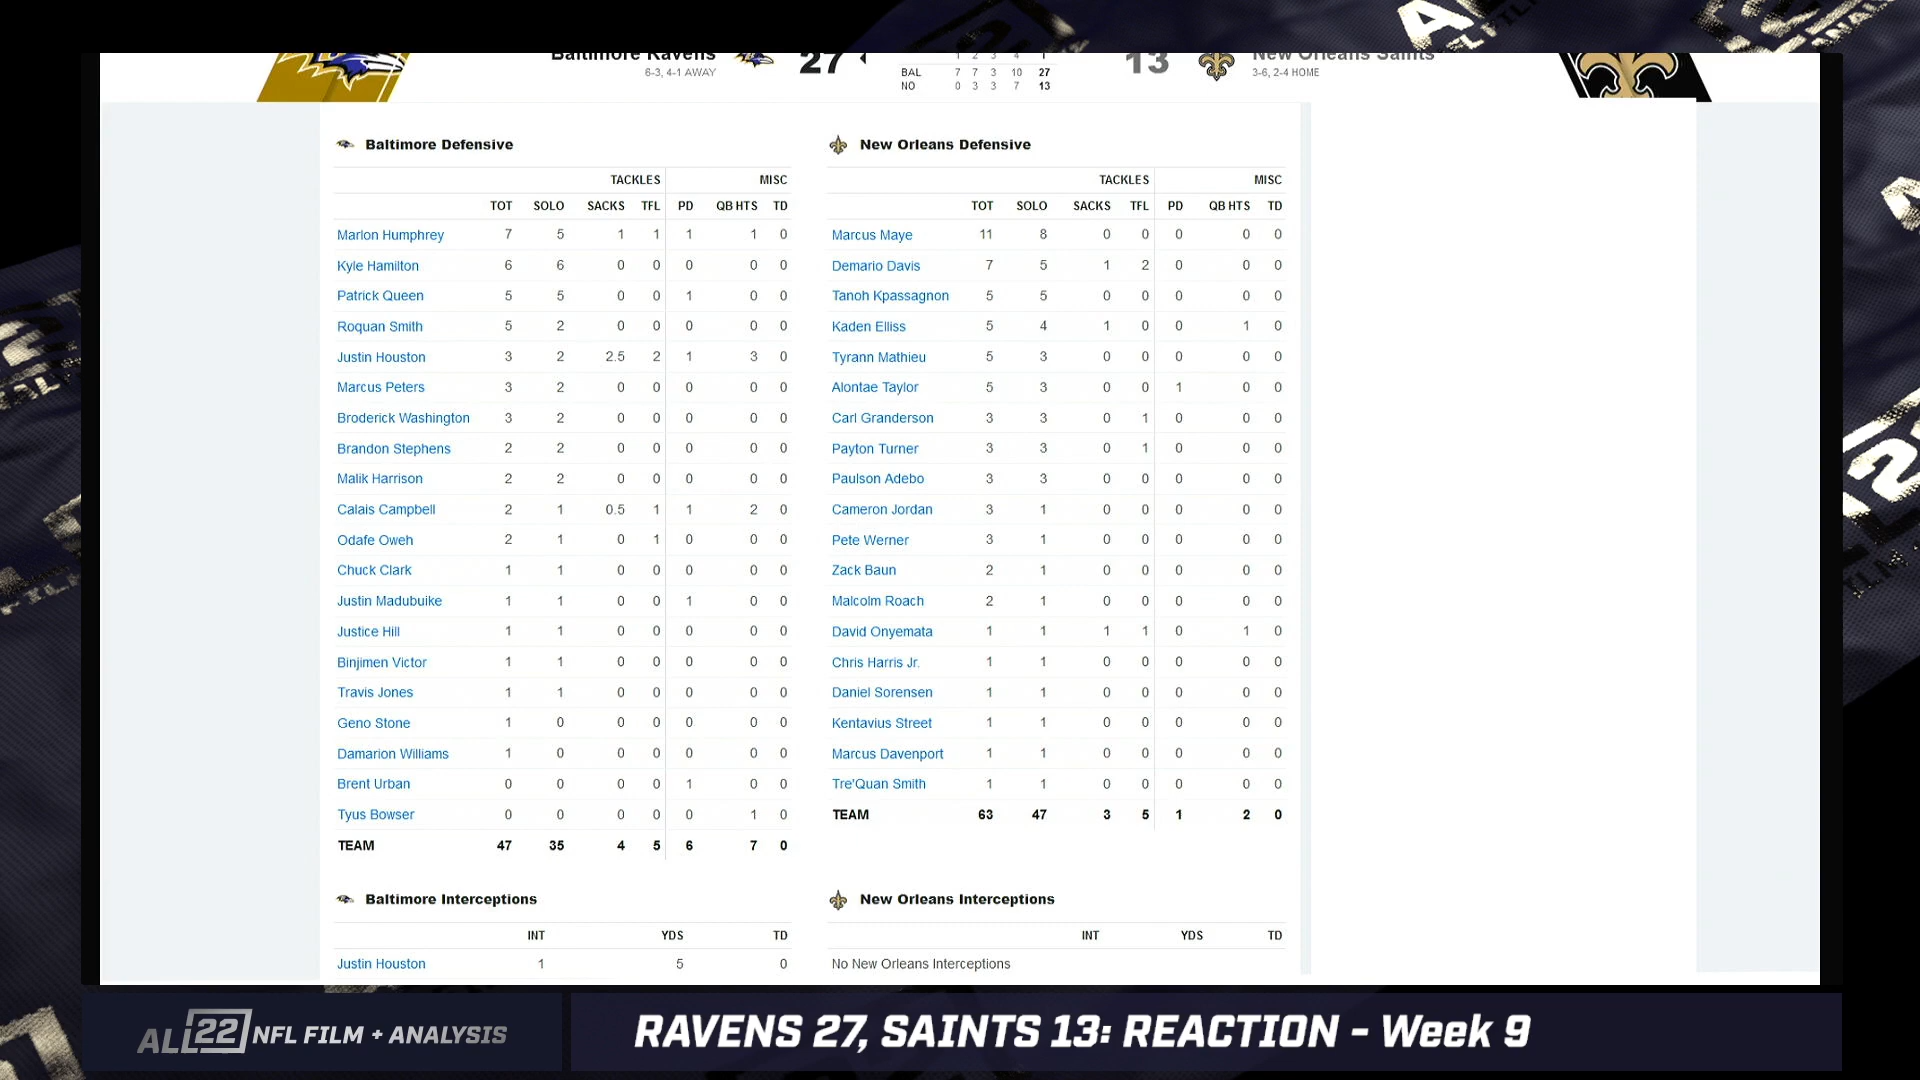 Baltimore Ravens 27 1 2 3 4 T 13 New Orleans Saints
6-3, 4-1 AWAY BAL 7 7 3 10 27 3-6, 2-4 HOME
NO 0 3 3 7 13
Baltimore Defensive
TACKLES MISC
TOT SOLO SACKS TFL PD QB HTS TD
Marlon Humphrey 7 5 1 1 1 1 0
Kyle Hamilton 6 6 0 0 0 0 0
Patrick Queen 5 5 0 0 1 0 0
Roquan Smith 5 2 0 0 0 0 0
Justin Houston 3 2 2.5 2 1 3 0
Marcus Peters 3 2 0 0 0 0 0
Broderick Washington 3 2 0 0 0 0 0
Brandon Stephens 2 2 0 0 0 0 0
Malik Harrison 2 2 0 0 0 0 0
Calais Campbell 2 1 0.5 1 1 2 0
Odafe Oweh 2 1 0 1 0 0 0
Chuck Clark 1 1 0 0 0 0 0
Justin Madubuike 1 1 0 0 1 0 0
Justice Hill 1 1 0 0 0 0 0
Binjimen Victor 1 1 0 0 0 0 0
Travis Jones 1 1 0 0 0 0 0
Geno Stone 1 0 0 0 0 0 0
Damarion Williams 1 0 0 0 0 0 0
Brent Urban 0 0 0 0 1 0 0
Tyus Bowser 0 0 0 0 0 1 0
TEAM 47 35 4 5 6 7 0
New Orleans Defensive
TACKLES MISC
TOT SOLO SACKS TFL PD QB HTS TD
Marcus Maye 11 8 0 0 0 0 0
Demario Davis 7 5 1 2 0 0 0
Tanoh Kpassagnon 5 5 0 0 0 0 0
Kaden Elliss 5 4 1 0 0 1 0
Tyrann Mathieu 5 3 0 0 0 0 0
Alontae Taylor 5 3 0 0 1 0 0
Carl Granderson 3 3 0 1 0 0 0
Payton Turner 3 3 0 1 0 0 0
Paulson Adebo 3 3 0 0 0 0 0
Cameron Jordan 3 1 0 0 0 0 0
Pete Werner 3 1 0 0 0 0 0
Zack Baun 2 1 0 0 0 0 0
Malcolm Roach 2 1 0 0 0 0 0
David Onyemata 1 1 1 1 0 1 0
Chris Harris Jr. 1 1 0 0 0 0 0
Daniel Sorensen 1 1 0 0 0 0 0
Kentavius Street 1 1 0 0 0 0 0
Marcus Davenport 1 1 0 0 0 0 0
Tre'Quan Smith 1 1 0 0 0 0 0
TEAM 63 47 3 5 1 2 0
Baltimore Interceptions
INT YDS TD
Justin Houston 1 5 0
New Orleans Interceptions
INT YDS TD
No New Orleans Interceptions
ALL 22 NFL FILM + ANALYSIS
RAVENS 27, SAINTS 13: REACTION - Week 9